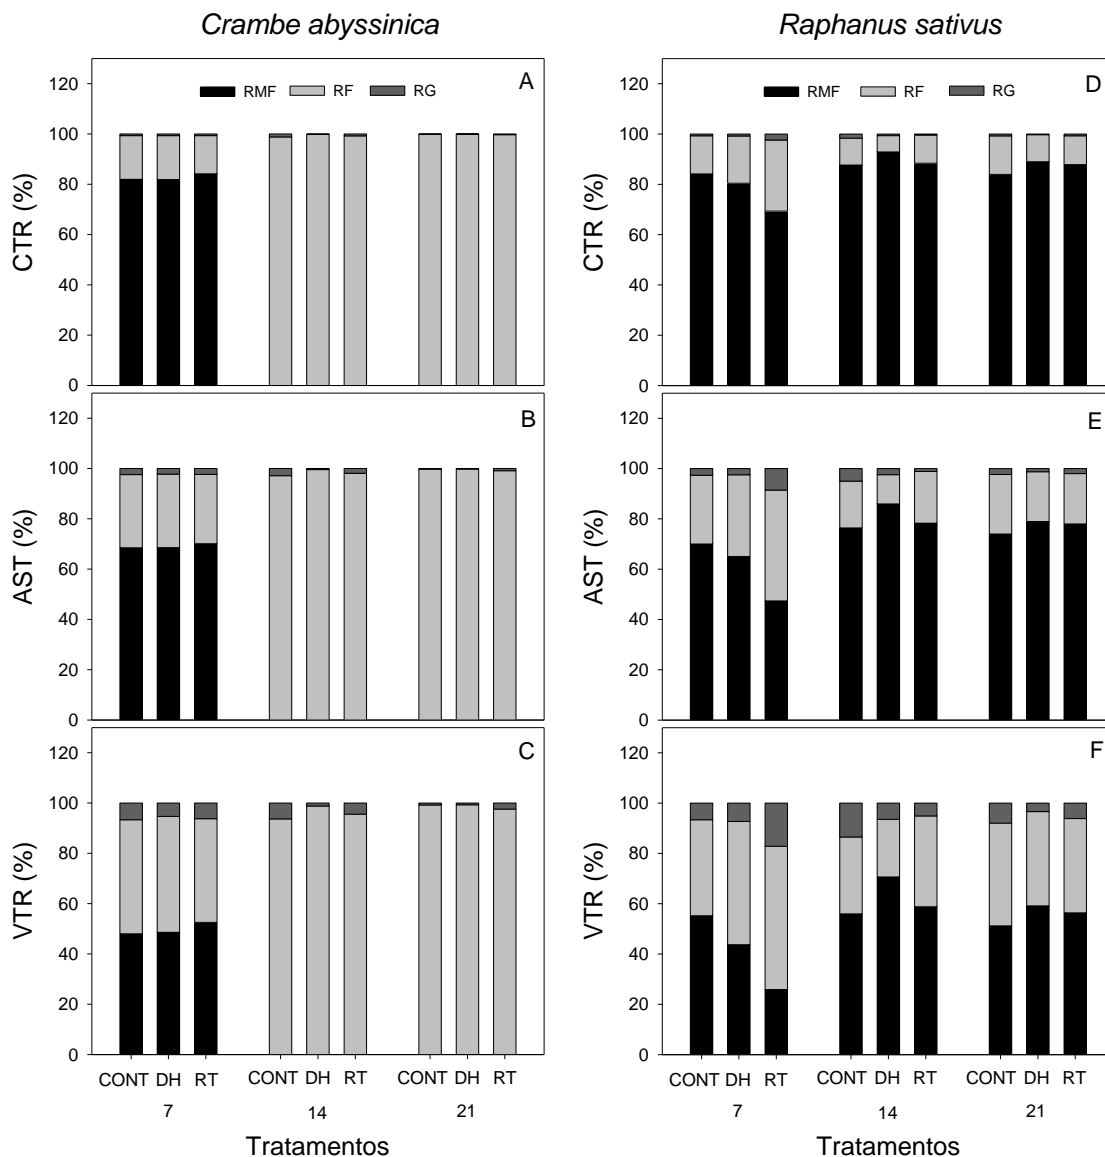 Crambe abyssinica
Raphanus sativus
A
RMF RF RG
CTR (%)
120
100
80
60
40
20
0
D
RMF RF RG
CTR (%)
120
100
80
60
40
20
0
B
AST (%)
120
100
80
60
40
20
0
E
AST (%)
120
100
80
60
40
20
0
C
VTR (%)
120
100
80
60
40
20
0
CONT DH RT CONT DH RT CONT DH RT
7 14 21
Tratamentos
F
VTR (%)
120
100
80
60
40
20
0
CONT DH RT CONT DH RT CONT DH RT
7 14 21
Tratamentos